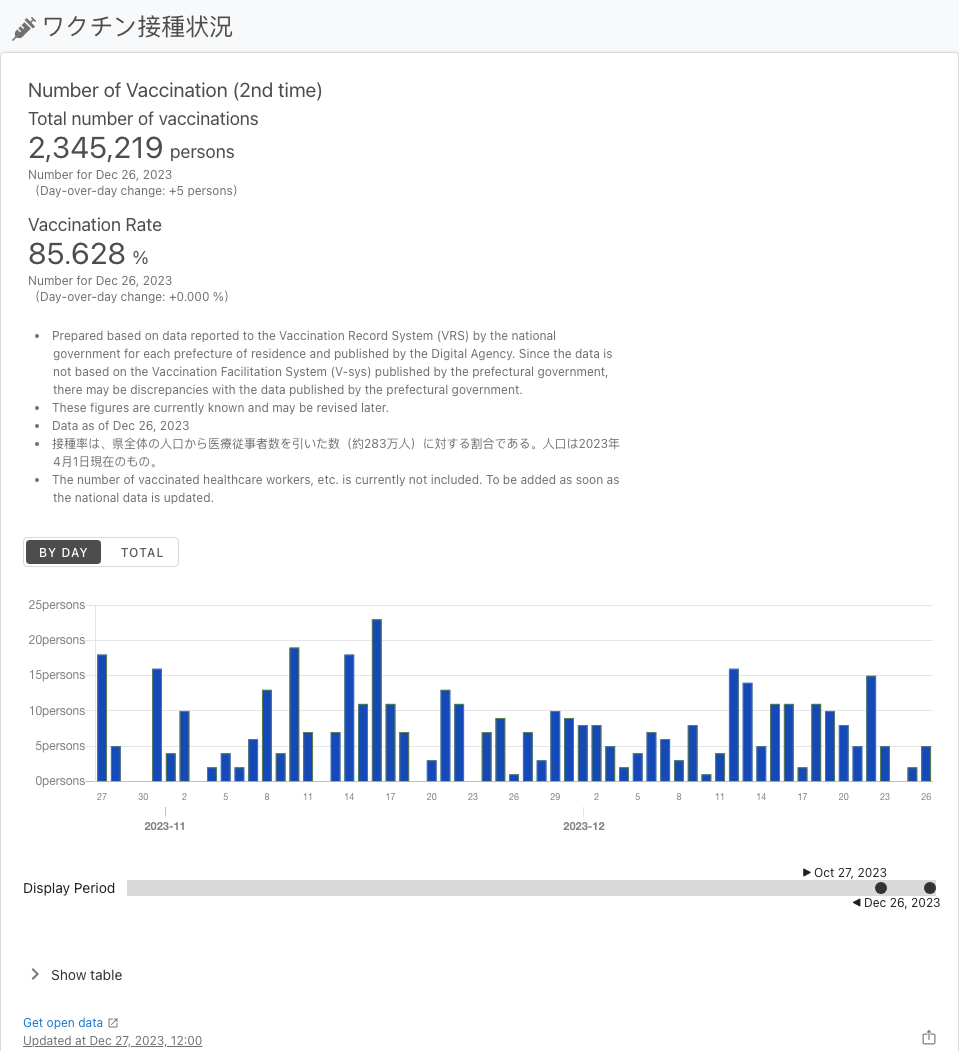 ワクチン接種状況
Number of Vaccination (2nd time)
Total number of vaccinations
2,345,219 persons
Number for Dec 26, 2023
(Day-over-day change: +5 persons)
Vaccination Rate
85.628 %
Number for Dec 26, 2023
(Day-over-day change: +0.000 %)
• Prepared based on data reported to the Vaccination Record System (VRS) by the national
government for each prefecture of residence and published by the Digital Agency. Since the data is
not based on the Vaccination Facilitation System (V-sys) published by the prefectural government,
there may be discrepancies with the data published by the prefectural government.
• These figures are currently known and may be revised later.
• Data as of Dec 26, 2023
• 接種率は、県全体の人口から医療従事者数を引いた数（約283万人）に対する割合である。人口は2023年
4月1日現在のもの。
• The number of vaccinated healthcare workers, etc. is currently not included. To be added as soon as
the national data is updated.
BY DAY TOTAL
25persons
20persons
15persons
10persons
5persons
0persons
27 30 2 5 8 11 14 17 20 23 26 29 2 5 8 11 14 17 20 23 26
2023-11 2023-12
Oct 27, 2023
Display Period
Dec 26, 2023
Show table
Get open data
Updated at Dec 27, 2023, 12:00